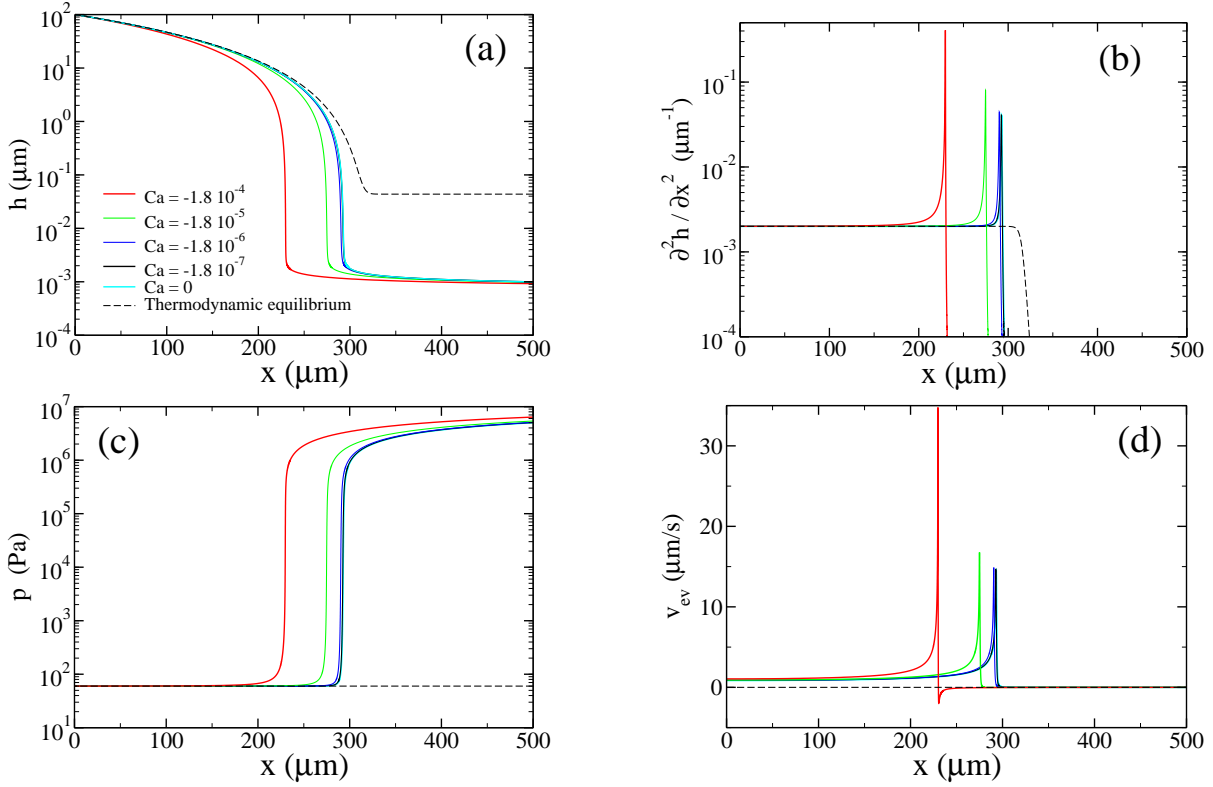 (a)
h (μm)
10^2
10^1
10^0
10^-1
10^-2
10^-3
10^-4
Ca = -1.8 10^-4
Ca = -1.8 10^-5
Ca = -1.8 10^-6
Ca = -1.8 10^-7
Ca = 0
Thermodynamic equilibrium
0 100 200 300 400 500
x (μm)
(b)
∂^2h / ∂x^2 (μm^-1)
10^-1
10^-2
10^-3
10^-4
0 100 200 300 400 500
x (μm)
(c)
p (Pa)
10^7
10^6
10^5
10^4
10^3
10^2
10^1
0 100 200 300 400 500
x (μm)
(d)
v_ev (μm/s)
30
20
10
0
0 100 200 300 400 500
x (μm)